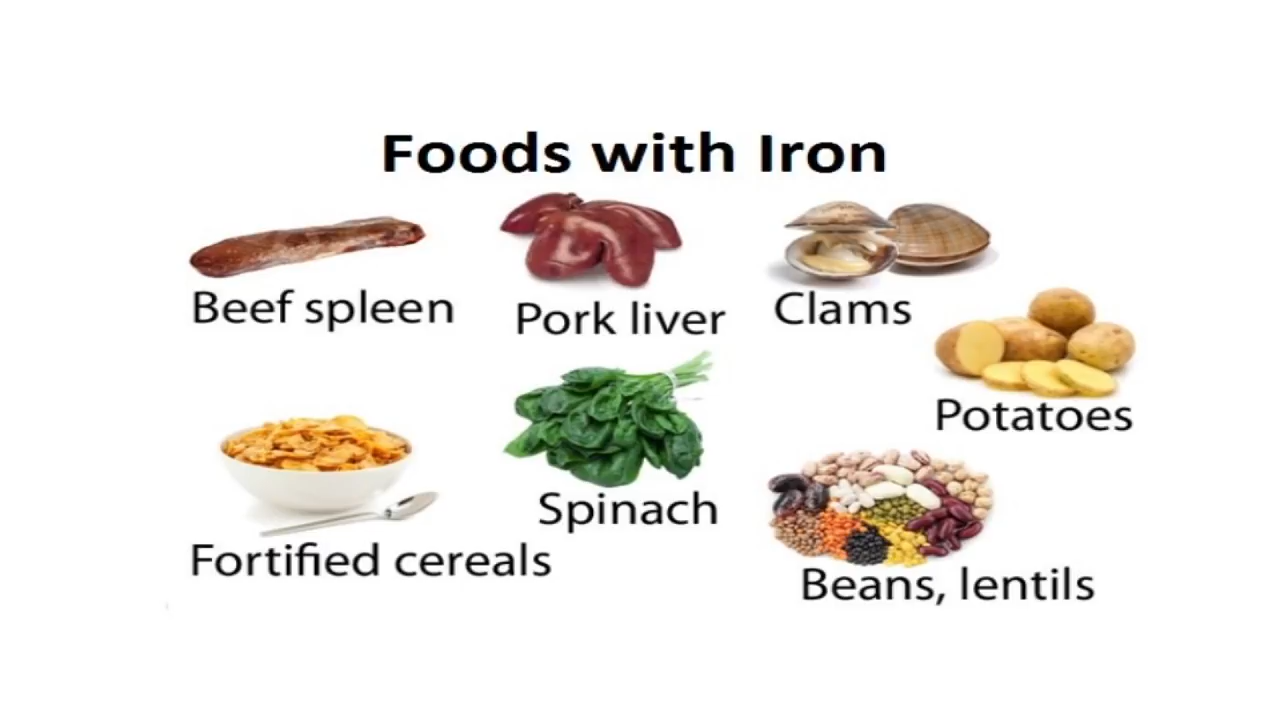 Foods with Iron
Beef spleen
Pork liver
Clams
Potatoes
Spinach
Fortified cereals
Beans, lentils